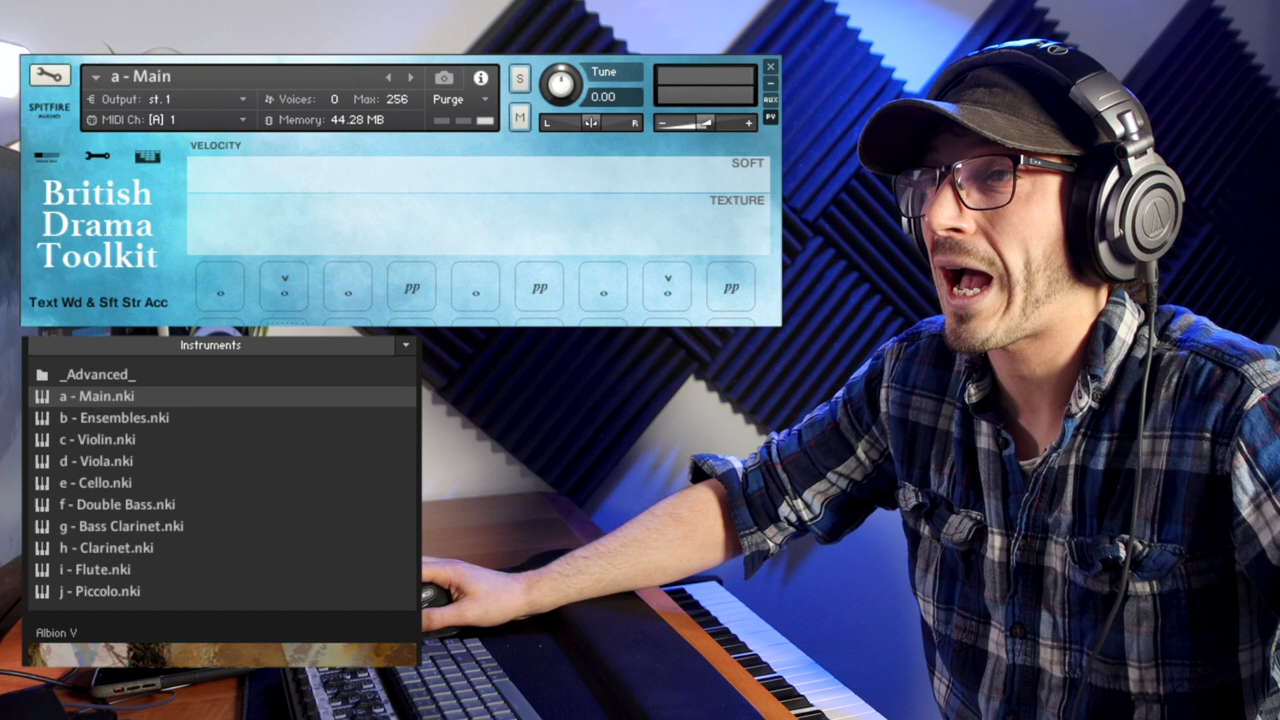 a - Main
SPITFIRE
AUDIO
Output: st. 1
Voices: 0 Max: 256
Purge
MIDI Ch: [A] 1
Memory: 44.28 MB
S
M
Tune
0.00
L R
- +
×
-
AUX
PV
VELOCITY
SOFT
TEXTURE
British
Drama
Toolkit
Text Wd & Sft Str Acc
pp
pp
pp
Instruments
_Advanced_
a - Main.nki
b - Ensembles.nki
c - Violin.nki
d - Viola.nki
e - Cello.nki
f - Double Bass.nki
g - Bass Clarinet.nki
h - Clarinet.nki
i - Flute.nki
j - Piccolo.nki
Albion V